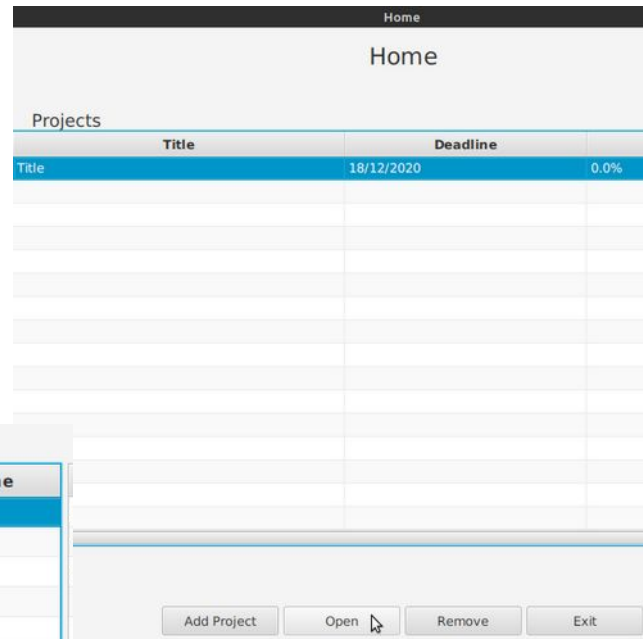 Home
Home
Projects
Title Deadline
Title 18/12/2020 0.0%
e
Add Project Open Remove Exit